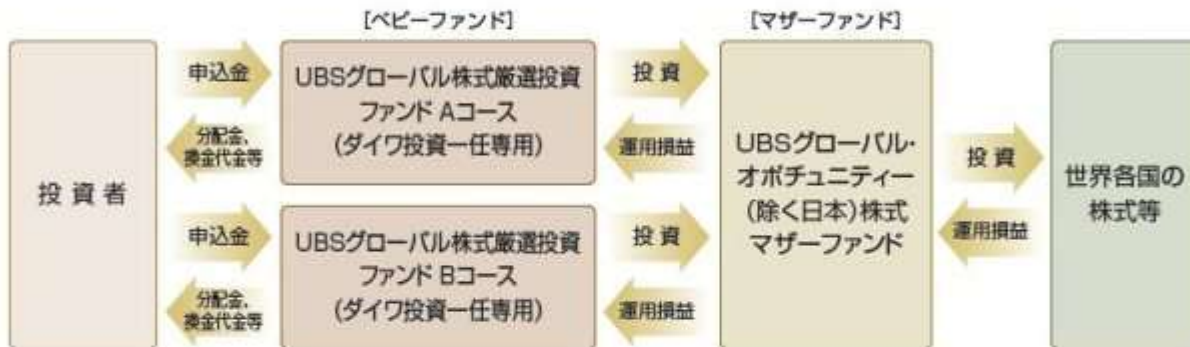 [ベビーファンド]
[マザーファンド]
投資者
申込金
分配金、
換金代金等
申込金
分配金、
換金代金等
UBSグローバル株式厳選投資
ファンド Aコース
(ダイワ投資一任専用)
UBSグローバル株式厳選投資
ファンド Bコース
(ダイワ投資一任専用)
投資
運用損益
投資
運用損益
UBSグローバル・
オポチュニティー
(除く日本)株式
マザーファンド
投資
運用損益
世界各国の
株式等